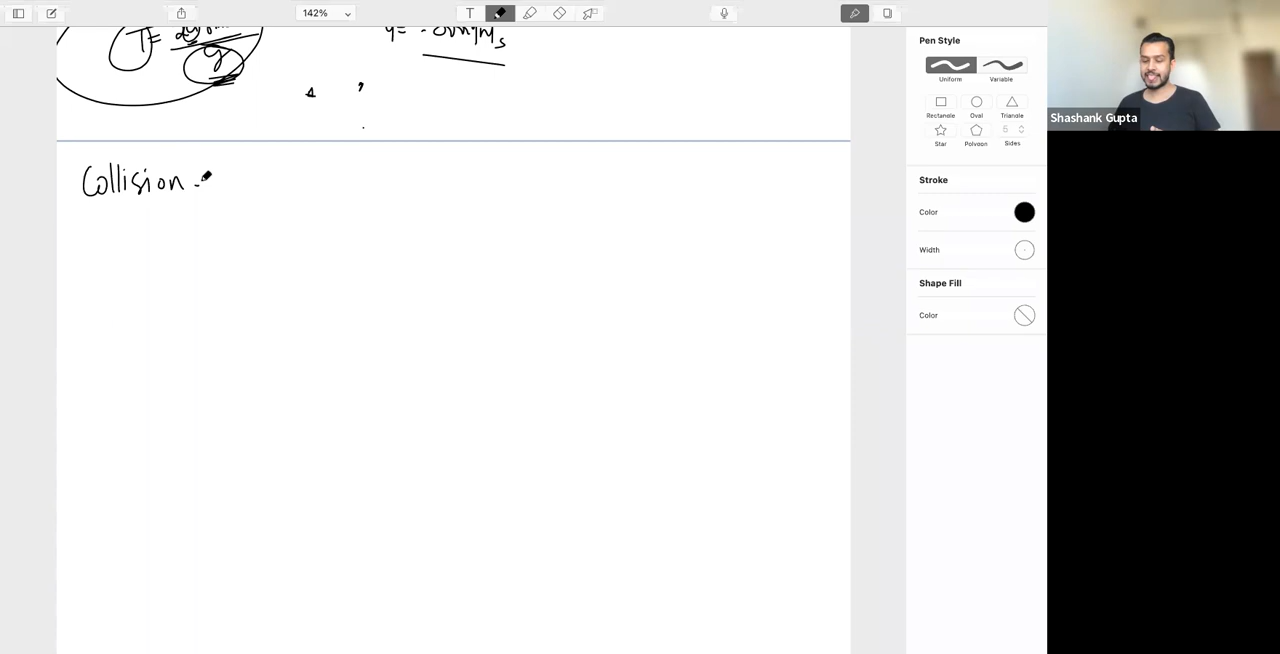 142%
T
Pen Style
Shashank Gupta
Uniform
Variable
Rectangle
Oval
Triangle
Star
Polygon
5
Sides
T=
y=
Collision -
Stroke
Color
Width
Shape Fill
Color